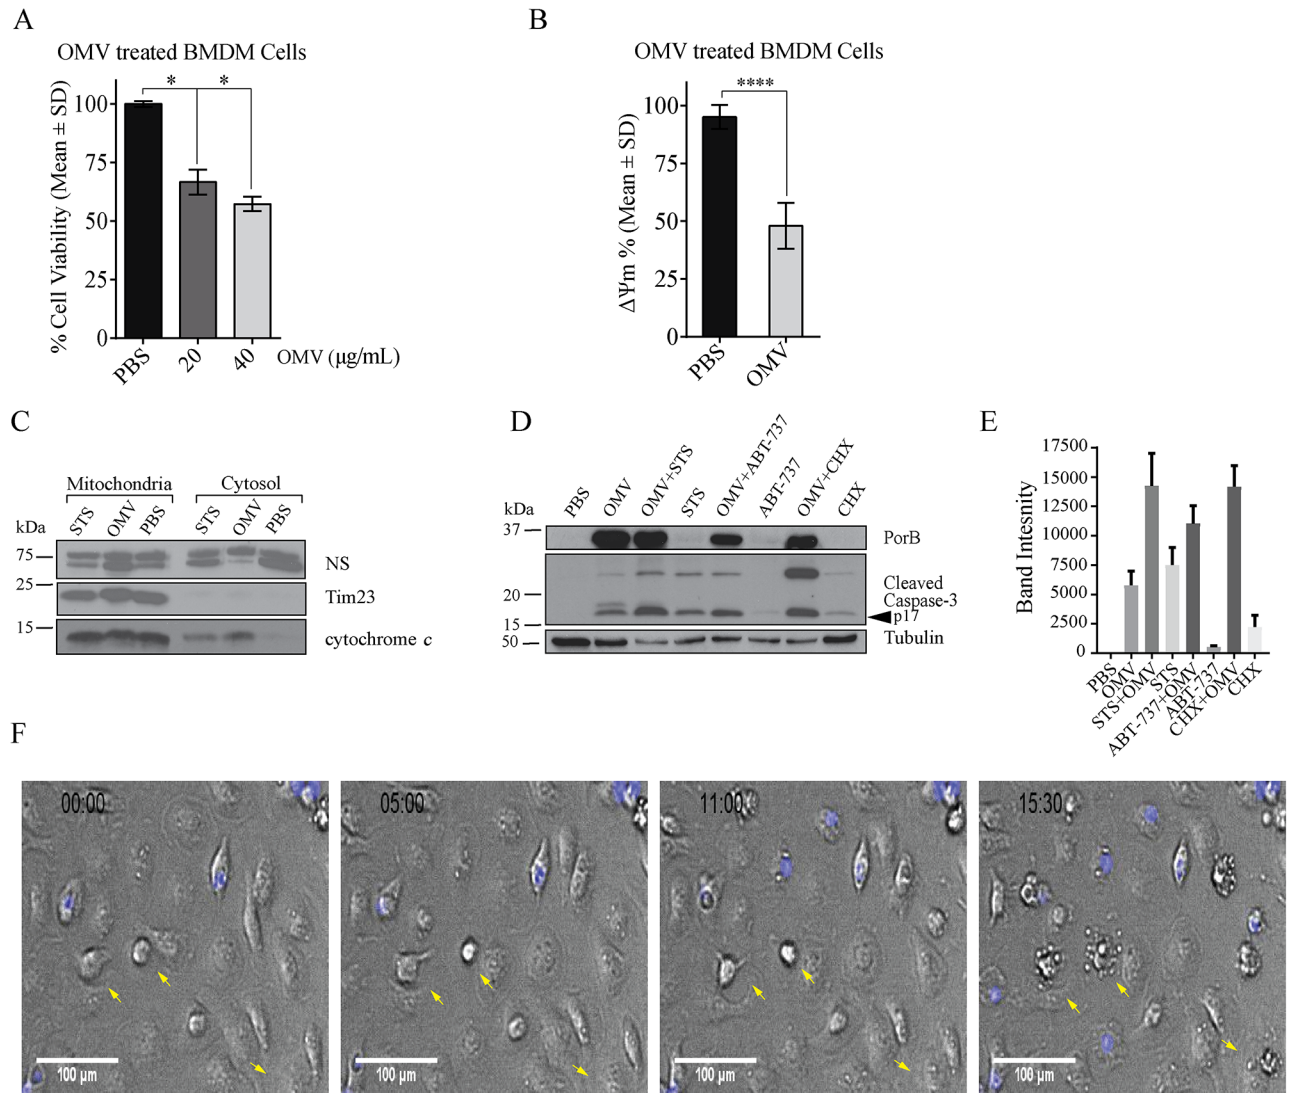 A
OMV treated BMDM Cells
% Cell Viability (Mean ± SD)
100
75
50
25
0
* *
PBS 20 40 OMV (μg/mL)
B
OMV treated BMDM Cells
ΔΨm % (Mean ± SD)
100
75
50
25
0
****
PBS OMV
C
Mitochondria Cytosol
kDa STS OMV PBS STS OMV PBS
75 NS
25 Tim23
15 cytochrome c
D
kDa PBS OMV OMV+STS STS OMV+ABT-737 ABT-737 OMV+CHX CHX
37 PorB
20 Cleaved
Caspase-3
15 p17
50 Tubulin
E
Band Intesnity
17500
15000
12500
10000
7500
5000
2500
0
PBS OMV STS+OMV STS ABT-737+OMV ABT-737 CHX+OMV CHX
F
00:00 05:00 11:00 15:30
100 μm 100 μm 100 μm 100 μm